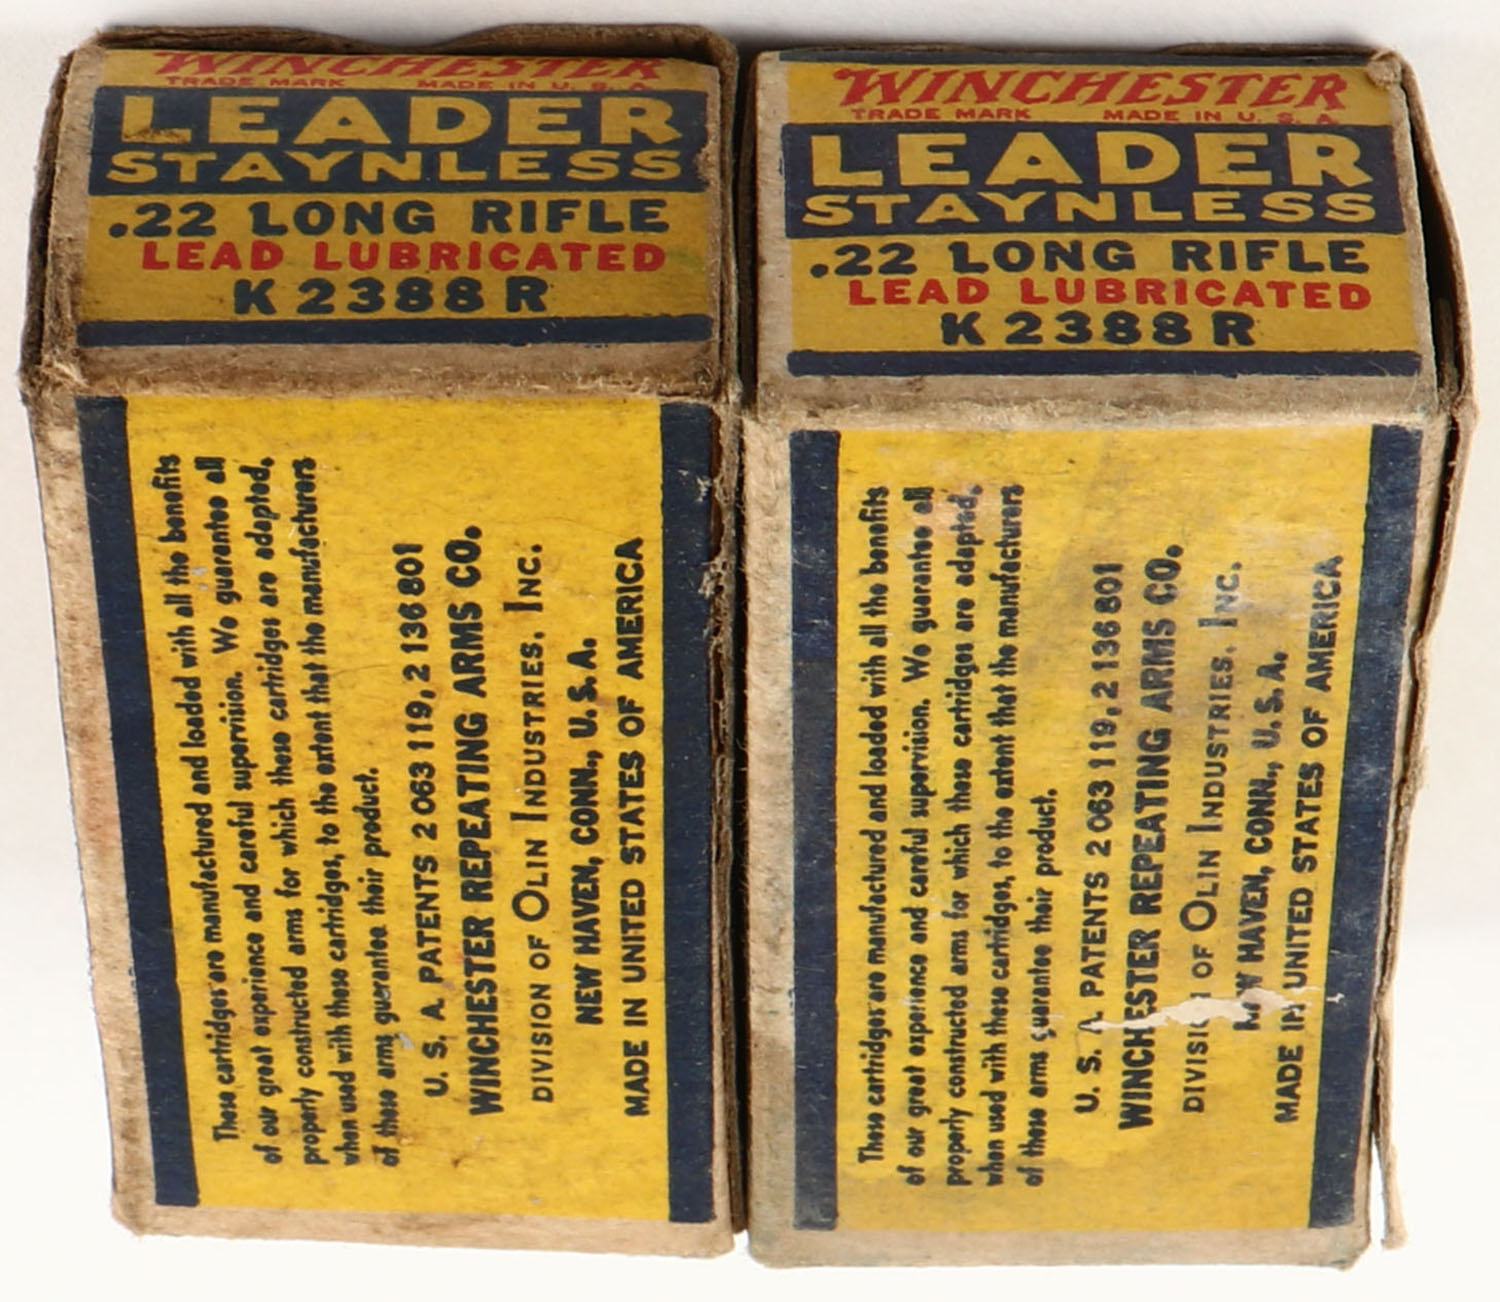 WINCHESTER
TRADE MARK MADE IN U. S. A.
LEADER
STAYNLESS
.22 LONG RIFLE
LEAD LUBRICATED
K 2388 R
These cartridges are manufactured and loaded with all the benefits
of our great experience and careful supervision. We guarantee all
properly constructed arms for which these cartridges are adapted,
when used with these cartridges, to the extent that the manufacturers
of these arms guarantee their product.
U. S. A. PATENTS 2 063 119, 2 136 801
WINCHESTER REPEATING ARMS CO.
DIVISION OF OLIN INDUSTRIES, INC.
NEW HAVEN, CONN., U. S. A.
MADE IN UNITED STATES OF AMERICA
WINCHESTER
TRADE MARK MADE IN U. S. A.
LEADER
STAYNLESS
.22 LONG RIFLE
LEAD LUBRICATED
K 2388 R
These cartridges are manufactured and loaded with all the benefits
of our great experience and careful supervision. We guarantee all
properly constructed arms for which these cartridges are adapted,
when used with these cartridges, to the extent that the manufacturers
of these arms guarantee their product.
U. S. A. PATENTS 2 063 119, 2 136 801
WINCHESTER REPEATING ARMS CO.
DIVISION OF OLIN INDUSTRIES, INC.
NEW HAVEN, CONN., U. S. A.
MADE IN UNITED STATES OF AMERICA